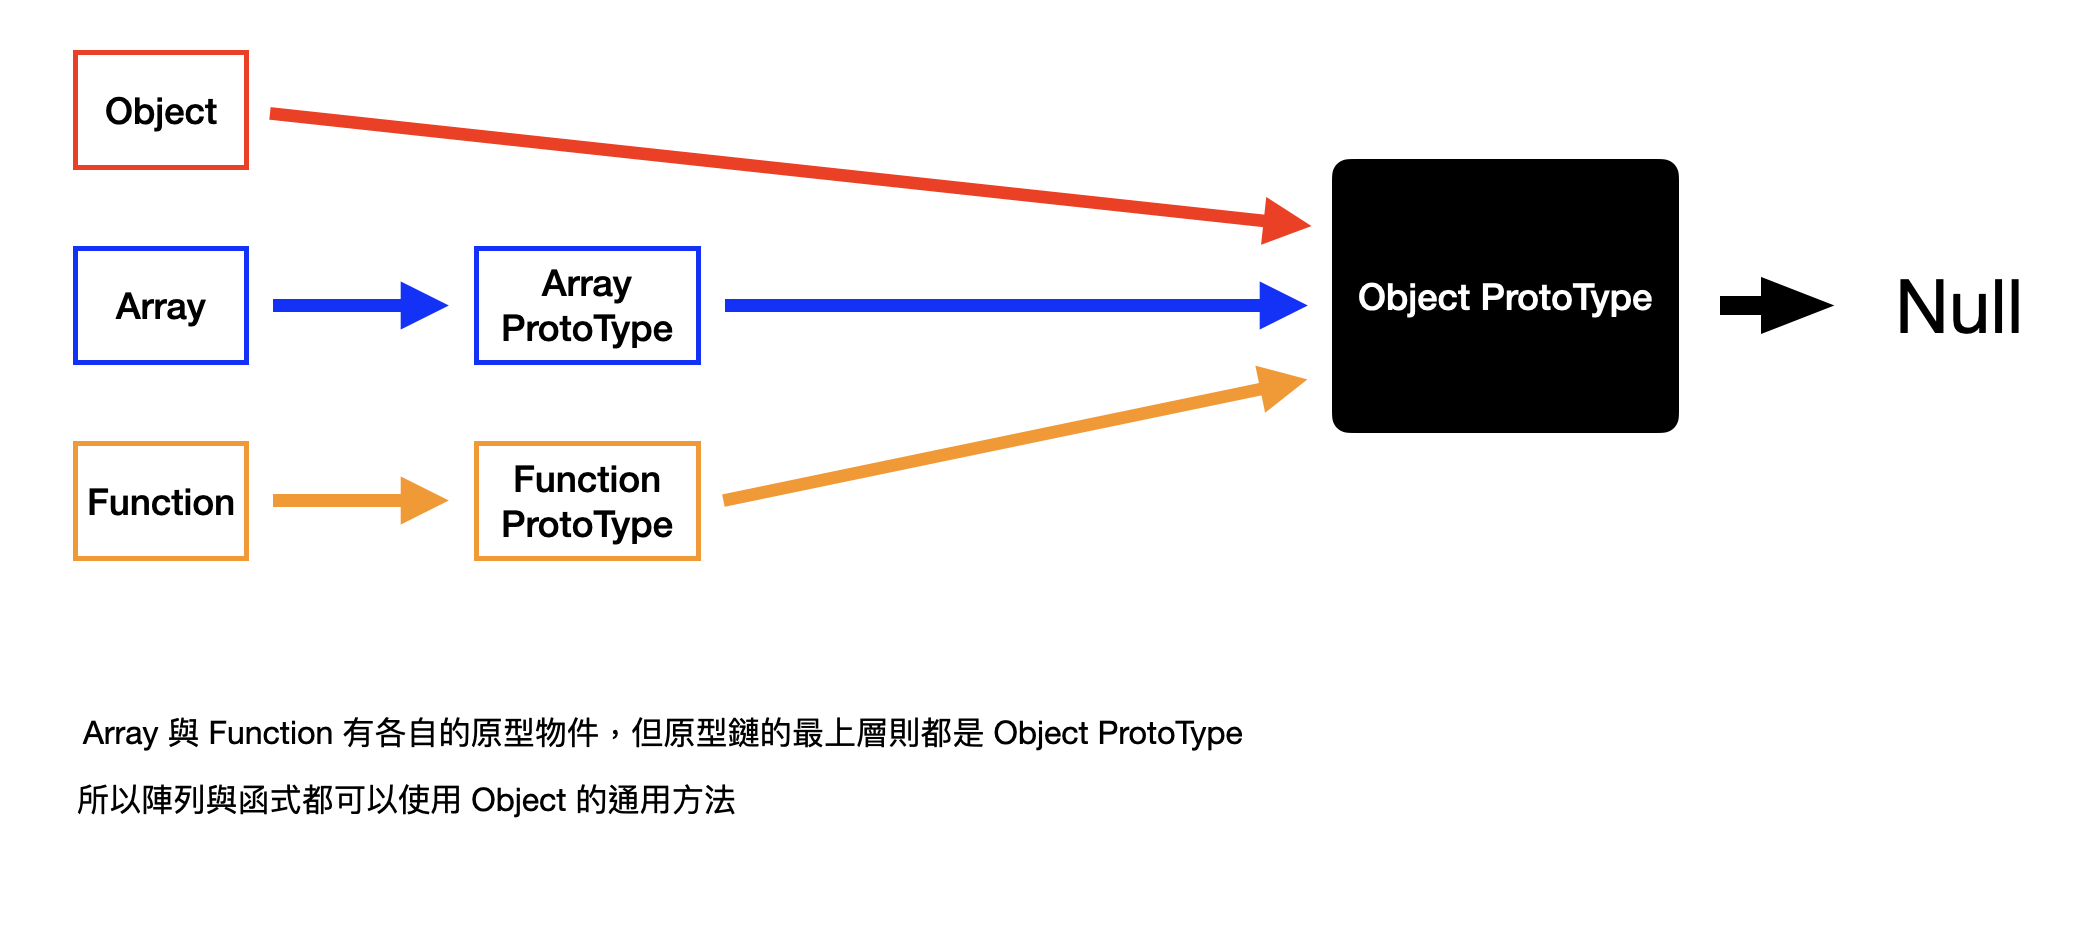 Object
Array
Array
ProtoType
Function
Function
ProtoType
Object ProtoType
Null
Array 與 Function 有各自的原型物件，但原型鏈的最上層則都是 Object ProtoType
所以陣列與函式都可以使用 Object 的通用方法